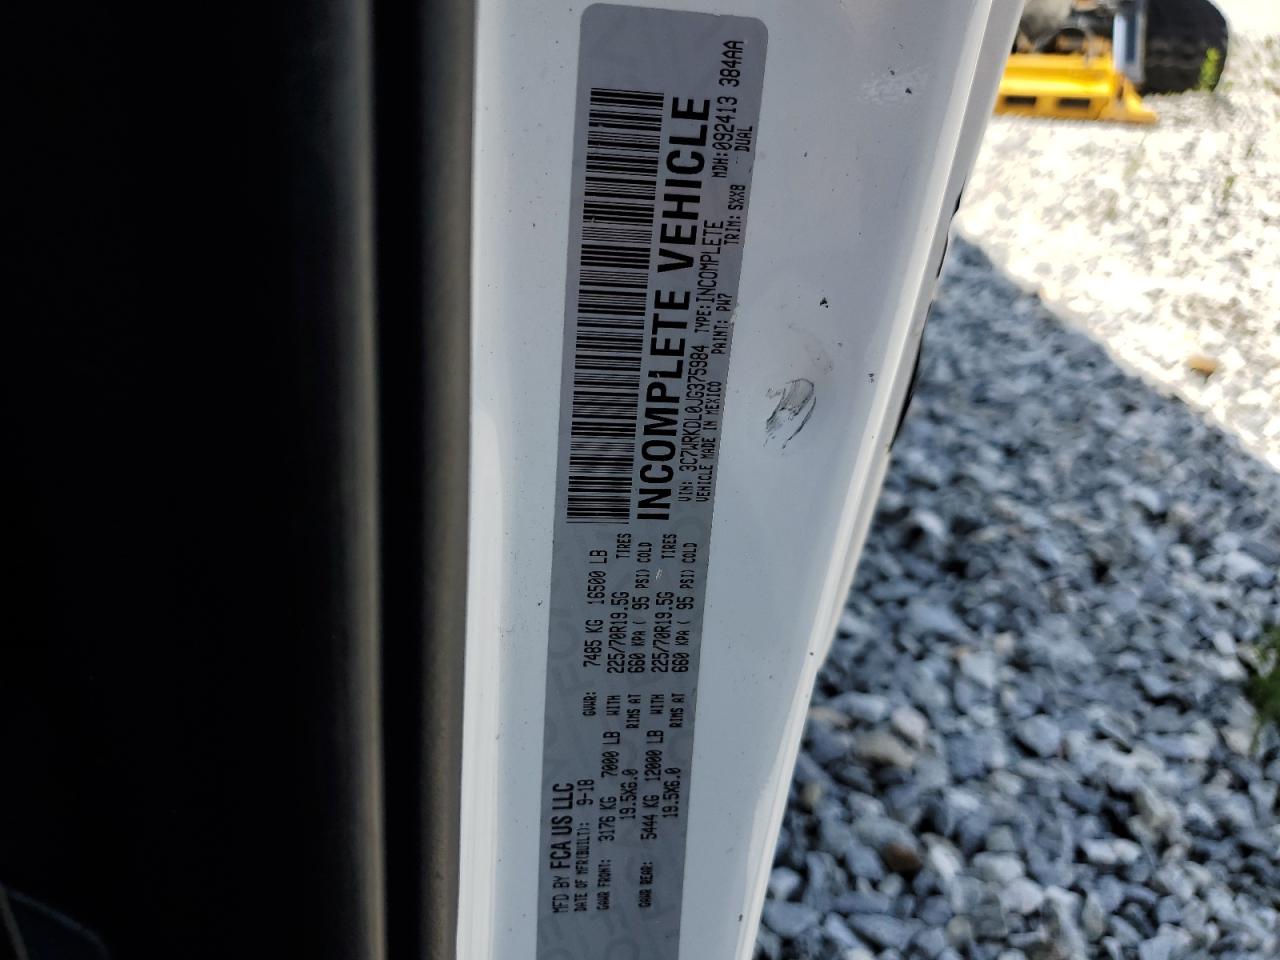 MFD BY FCA US LLC
DATE OF MFR(BUILT): 9-18 GVWR: 7485 KG 16500 LB
GAWR FRONT: 3176 KG 7000 LB WITH 225/70R19.5G TIRES
19.5X6.0 RIMS AT 660 KPA ( 95 PSI) COLD
GAWR REAR: 5444 KG 12000 LB WITH 225/70R19.5G TIRES
19.5X6.0 RIMS AT 660 KPA ( 95 PSI) COLD
INCOMPLETE VEHICLE
VIN: 3C7WRKDL0JG375984 TYPE:INCOMPLETE MDH:092413 384AA
VEHICLE MADE IN MEXICO PAINT: PW7 TRIM: SXX8 DUAL